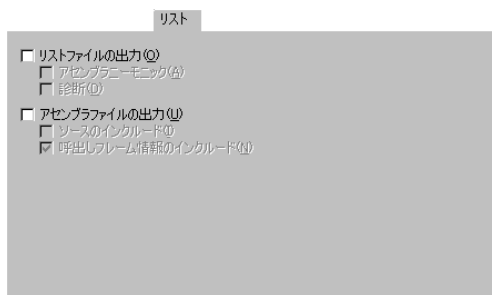 リスト
リストファイルの出力(O)
アセンブラニーモニック(A)
診断(D)
アセンブラファイルの出力(U)
ソースのインクルード(I)
呼出しフレーム情報のインクルード(N)